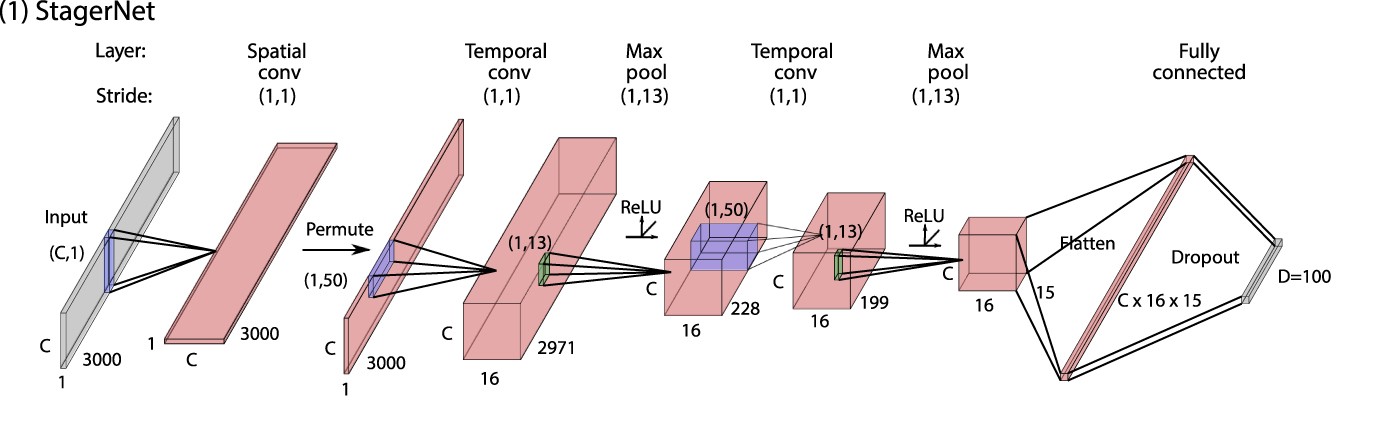 (1) StagerNet
Layer:
Spatial
conv
Temporal
conv
Max
pool
Temporal
conv
Max
pool
Fully
connected
Stride:
(1,1)
(1,1)
(1,13)
(1,1)
(1,13)
Input
(C,1)
C
1
3000
1
C
3000
Permute
(1,50)
C
1
3000
(1,13)
C
16
2971
ReLU
(1,50)
C
16
228
(1,13)
C
16
199
ReLU
C
16
15
Flatten
C x 16 x 15
Dropout
D=100